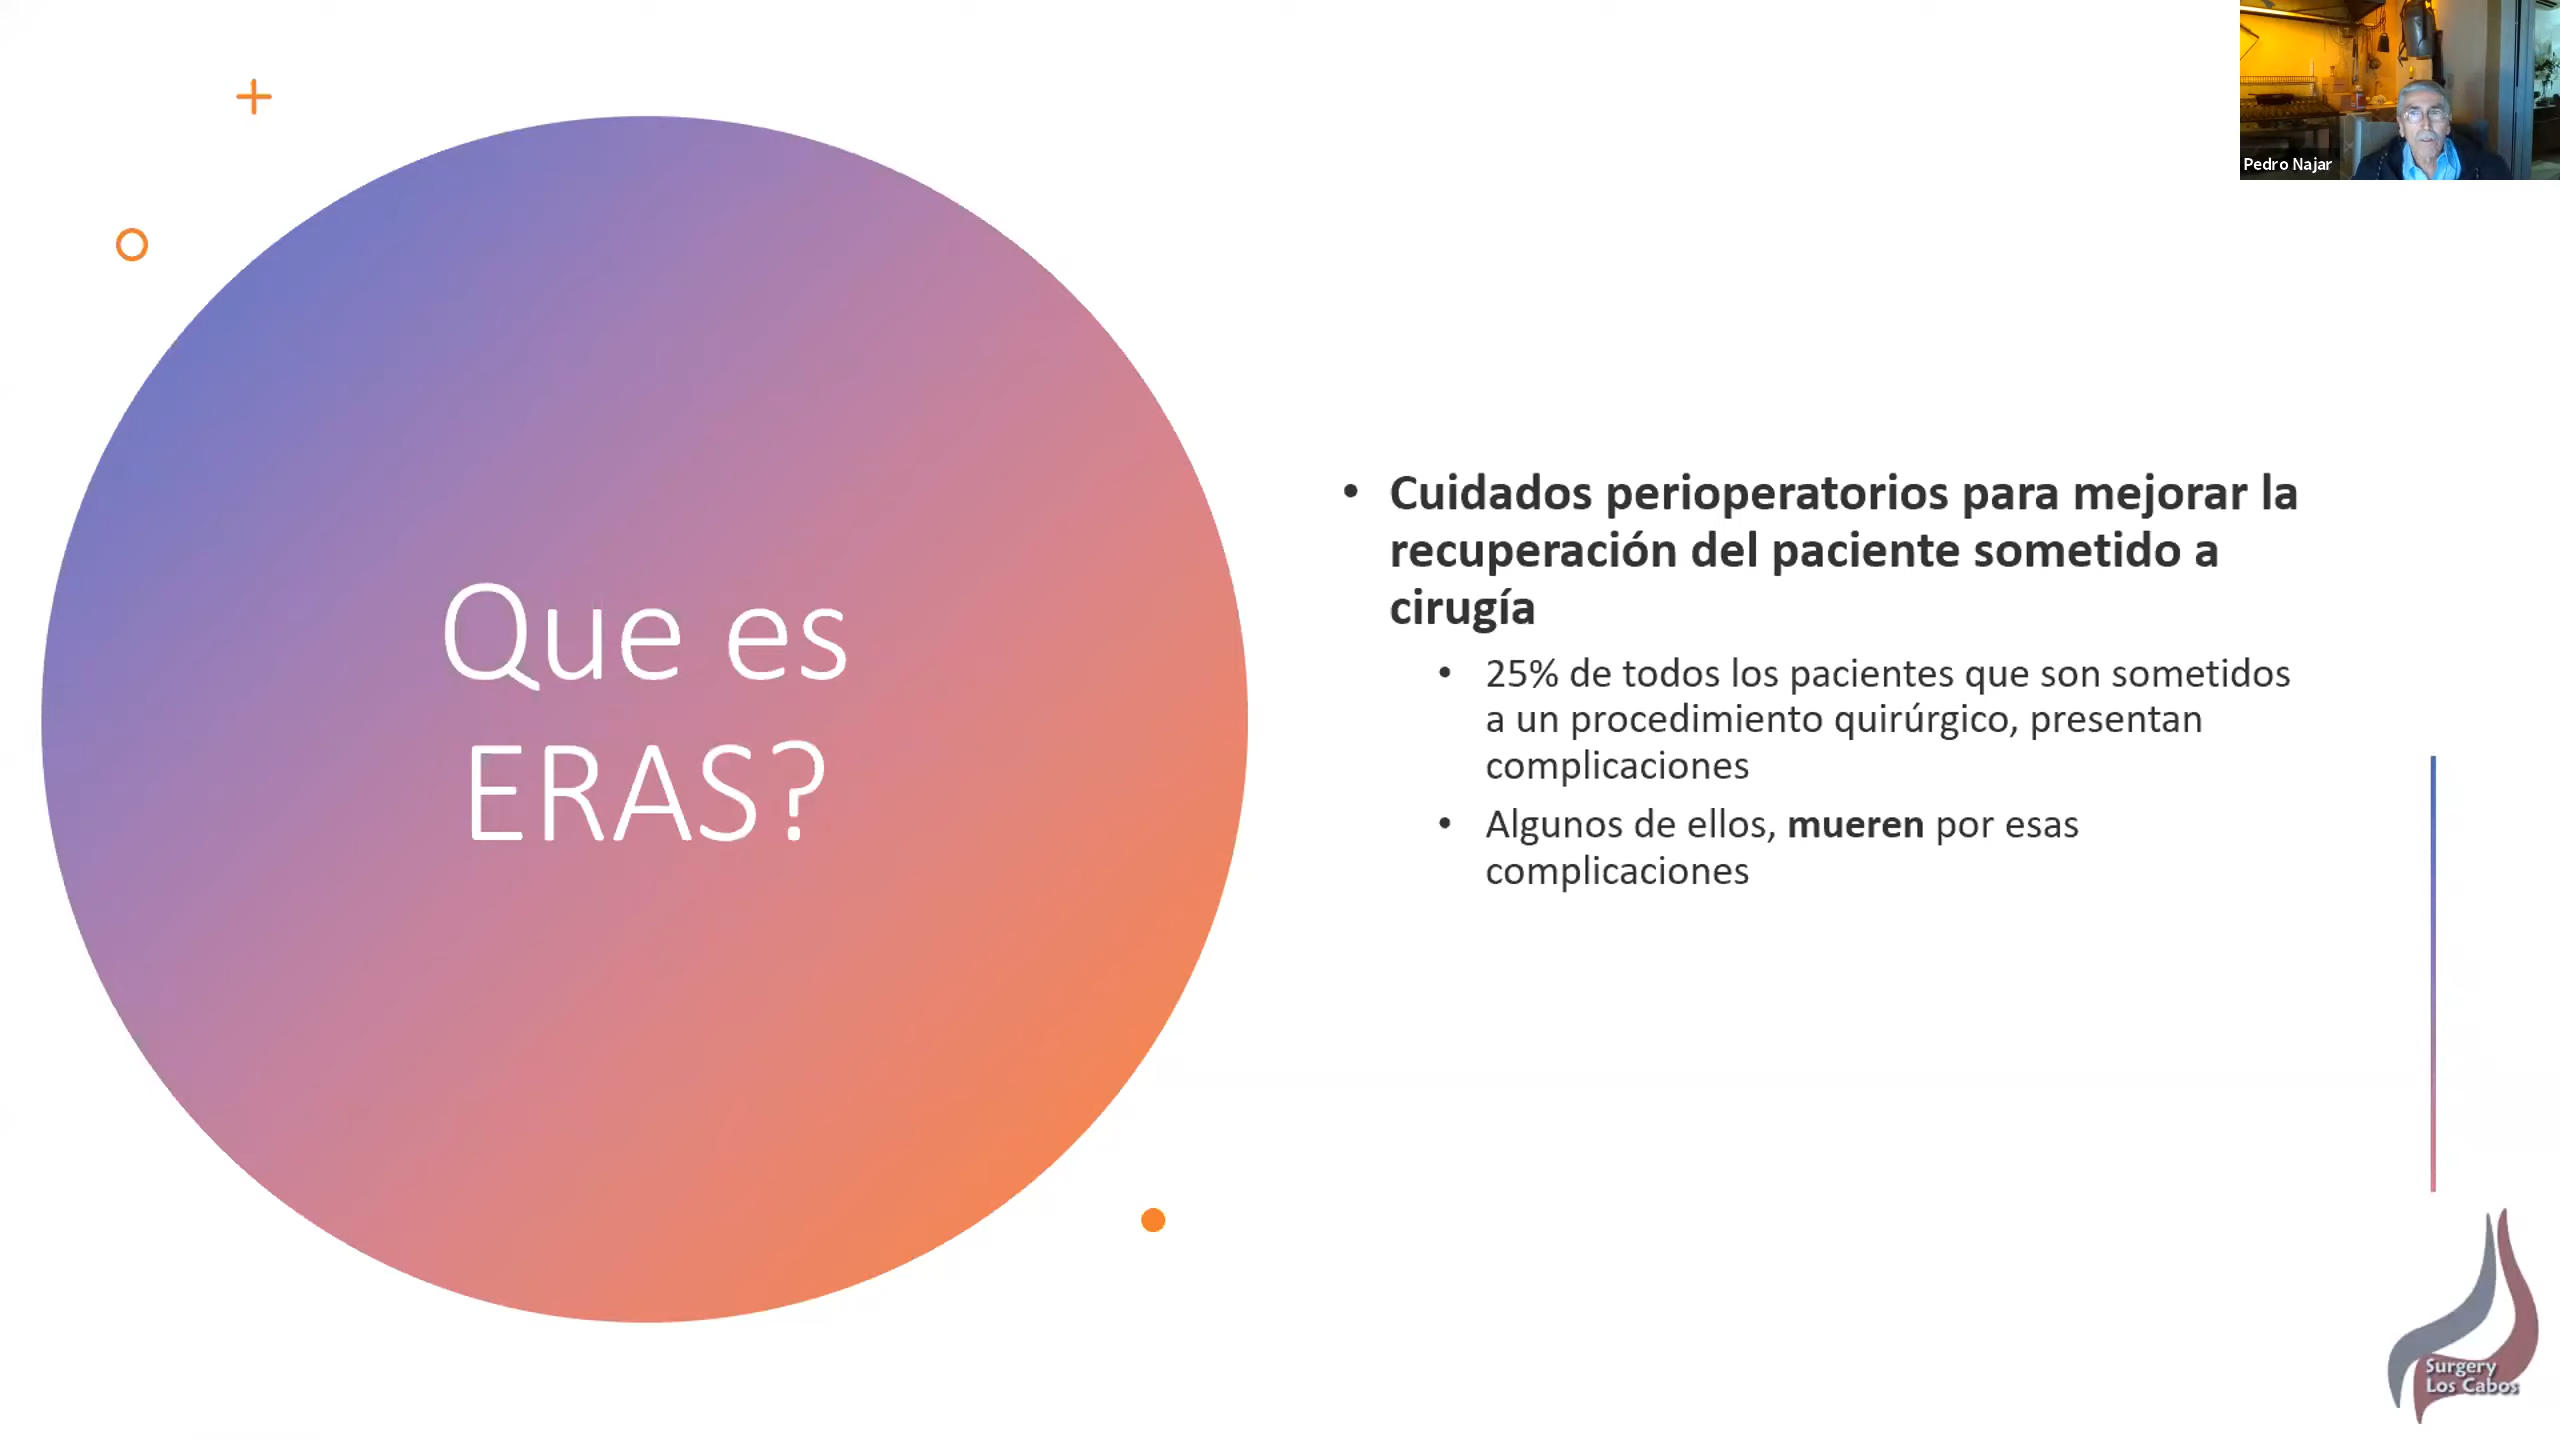 Pedro Najar
Que es
ERAS?
• Cuidados perioperatorios para mejorar la
recuperación del paciente sometido a
cirugía
• 25% de todos los pacientes que son sometidos
a un procedimiento quirúrgico, presentan
complicaciones
• Algunos de ellos, mueren por esas
complicaciones
Surgery
Los Cabos